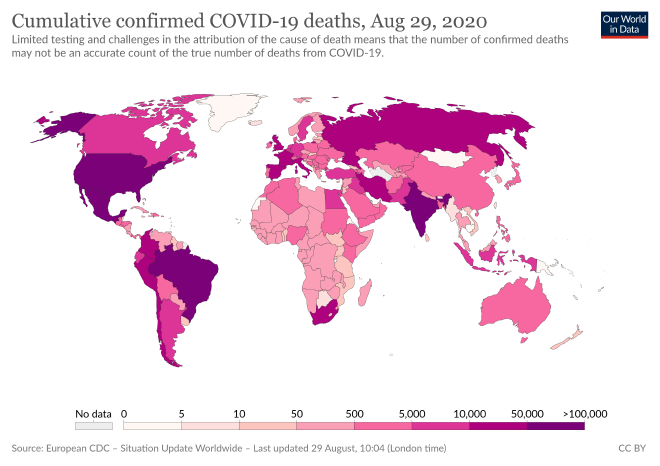 Cumulative confirmed COVID-19 deaths, Aug 29, 2020
Our World
in Data
Limited testing and challenges in the attribution of the cause of death means that the number of confirmed deaths
may not be an accurate count of the true number of deaths from COVID-19.
No data
0
5
10
50
500
5,000
10,000
50,000
>100,000
Source: European CDC – Situation Update Worldwide – Last updated 29 August, 10:04 (London time)
CC BY